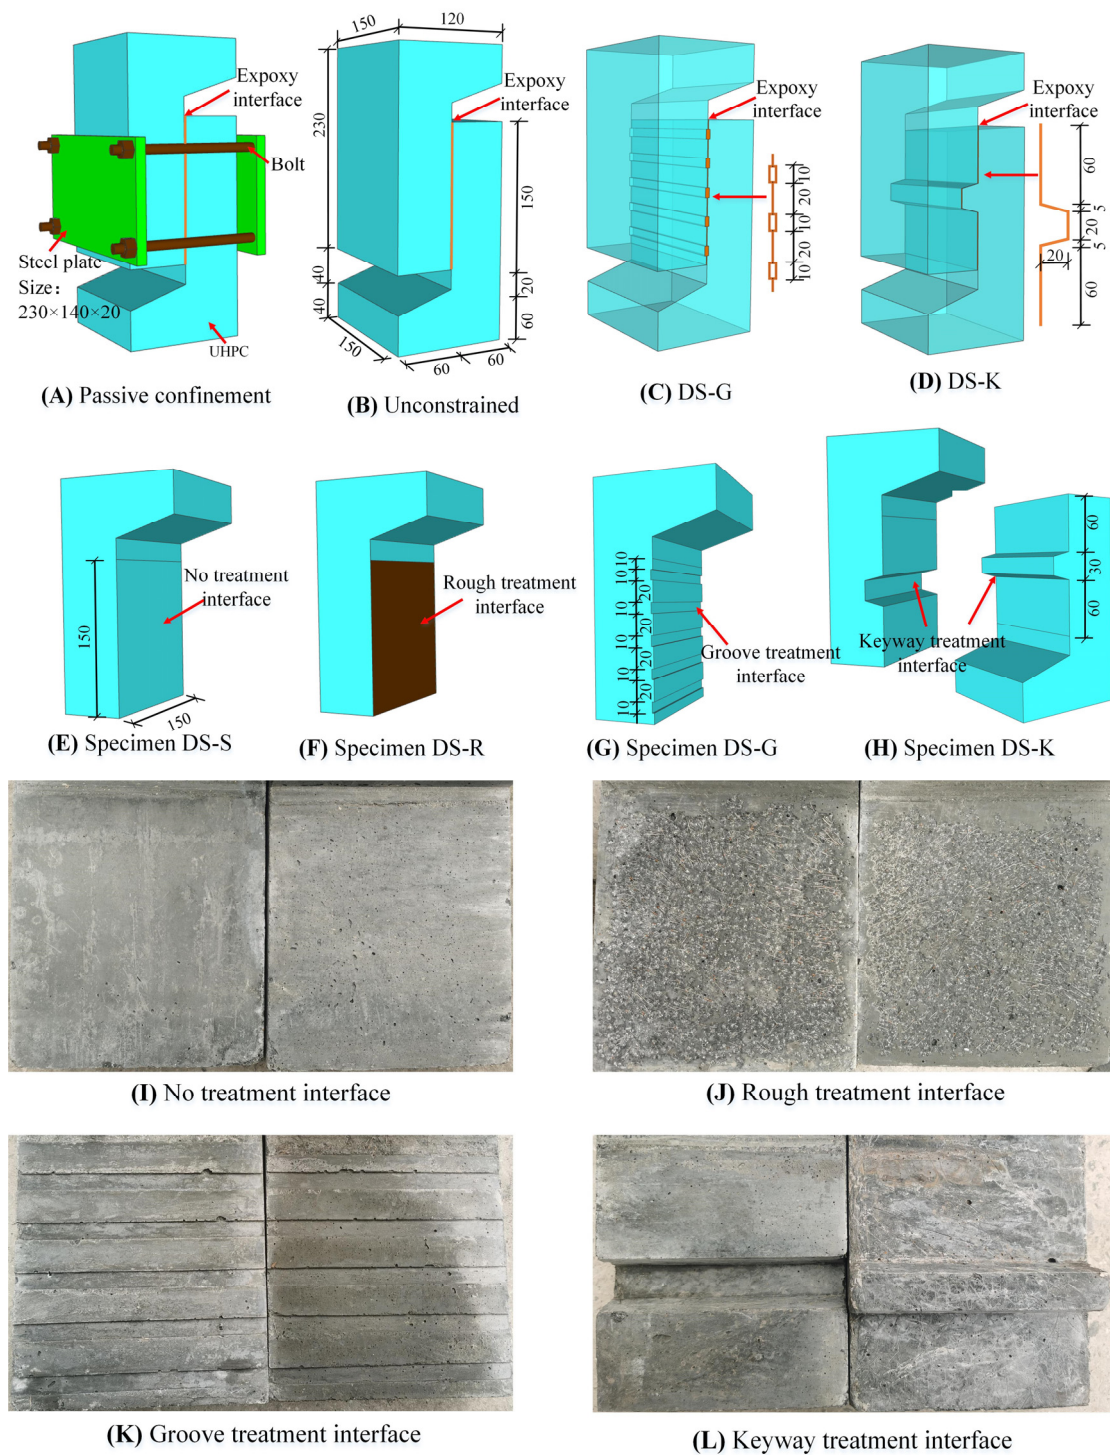 Expoxy
interface
Bolt
Steel plate
Size:
230×140×20
UHPC
(A) Passive confinement
150
120
230
Expoxy
interface
150
40
40
20
60
150
60
60
(B) Unconstrained
Expoxy
interface
10
20
10
20
10
(C) DS-G
Expoxy
interface
60
5
20
5
20
60
(D) DS-K
No treatment
interface
150
150
(E) Specimen DS-S
Rough treatment
interface
(F) Specimen DS-R
10
10
20
10
20
10
20
10
20
10
Groove treatment
interface
(G) Specimen DS-G
60
30
60
Keyway treatment
interface
(H) Specimen DS-K
(I) No treatment interface
(J) Rough treatment interface
(K) Groove treatment interface
(L) Keyway treatment interface